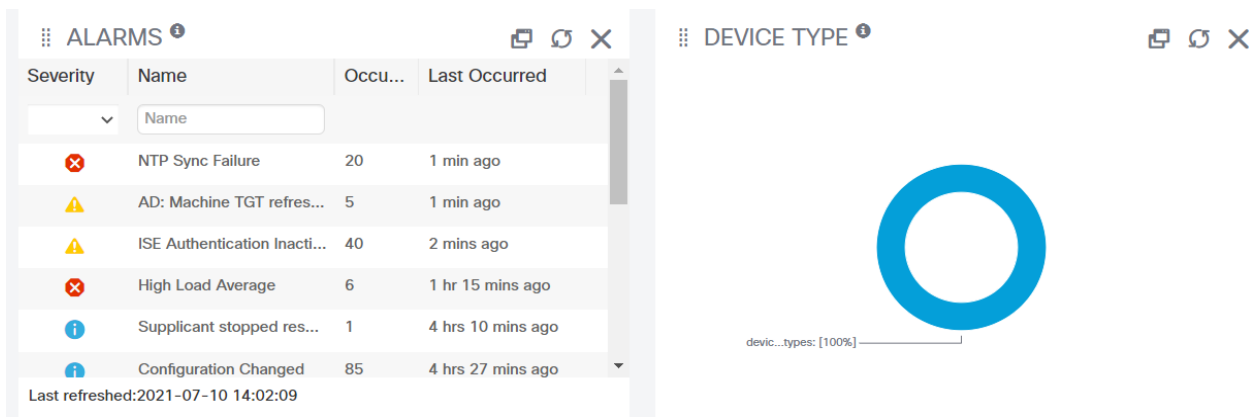 ALARMS
Severity Name Occu... Last Occurred
Name
NTP Sync Failure 20 1 min ago
AD: Machine TGT refres... 5 1 min ago
ISE Authentication Inacti... 40 2 mins ago
High Load Average 6 1 hr 15 mins ago
Supplicant stopped res... 1 4 hrs 10 mins ago
Configuration Changed 85 4 hrs 27 mins ago
Last refreshed:2021-07-10 14:02:09
DEVICE TYPE
devic...types: [100%]